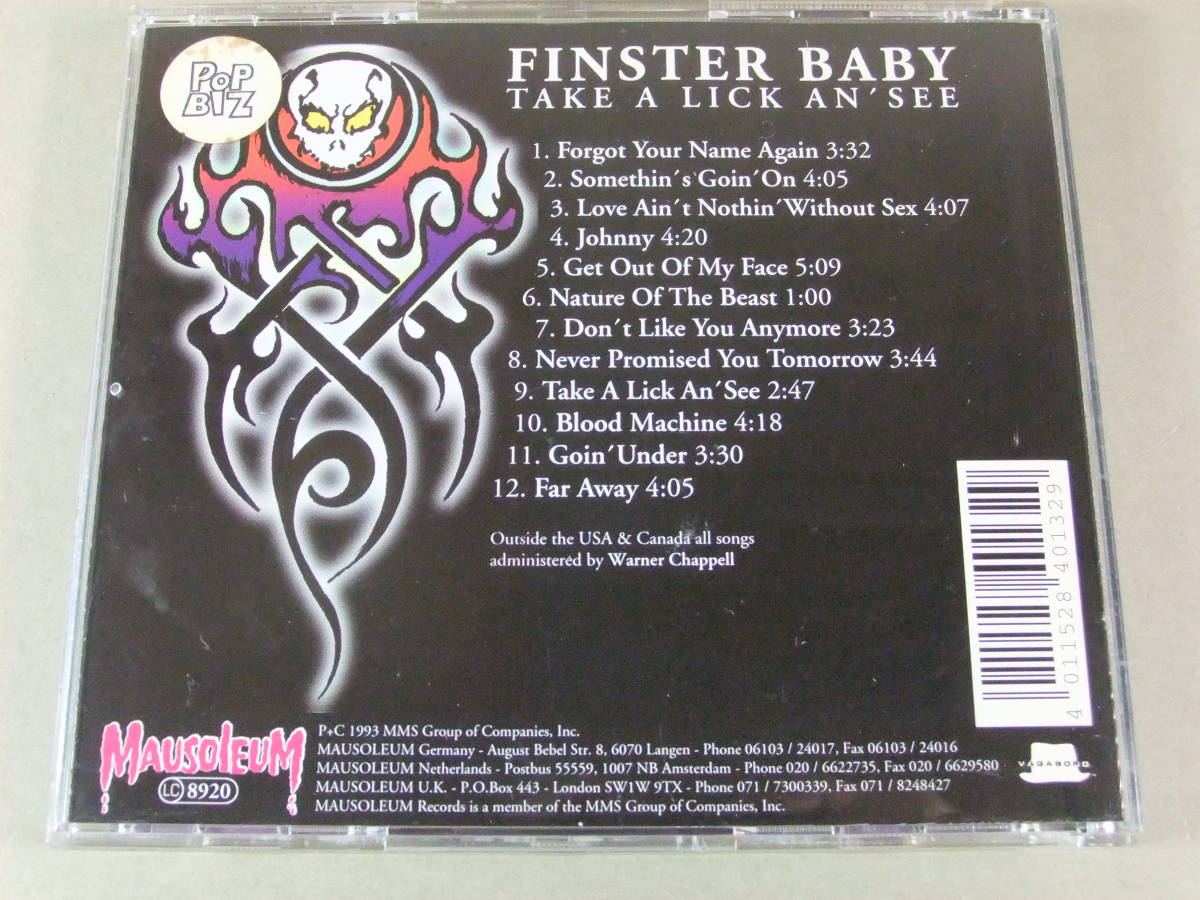 POP
BIZ
FINSTER BABY
TAKE A LICK AN´SEE
1. Forgot Your Name Again 3:32
2. Somethin´s Goin´On 4:05
3. Love Ain´t Nothin´Without Sex 4:07
4. Johnny 4:20
5. Get Out Of My Face 5:09
6. Nature Of The Beast 1:00
7. Don´t Like You Anymore 3:23
8. Never Promised You Tomorrow 3:44
9. Take A Lick An´See 2:47
10. Blood Machine 4:18
11. Goin´Under 3:30
12. Far Away 4:05
Outside the USA & Canada all songs
administered by Warner Chappell
4 011528 401329
MAUSOLEUM
LC 8920
P+C 1993 MMS Group of Companies, Inc.
MAUSOLEUM Germany - August Bebel Str. 8, 6070 Langen - Phone 06103 / 24017, Fax 06103 / 24016
MAUSOLEUM Netherlands - Postbus 55559, 1007 NB Amsterdam - Phone 020 / 6622735, Fax 020 / 6629580
MAUSOLEUM U.K. - P.O.Box 443 - London SW1W 9TX - Phone 071 / 7300339, Fax 071 / 8248427
MAUSOLEUM Records is a member of the MMS Group of Companies, Inc.
VAGABOND